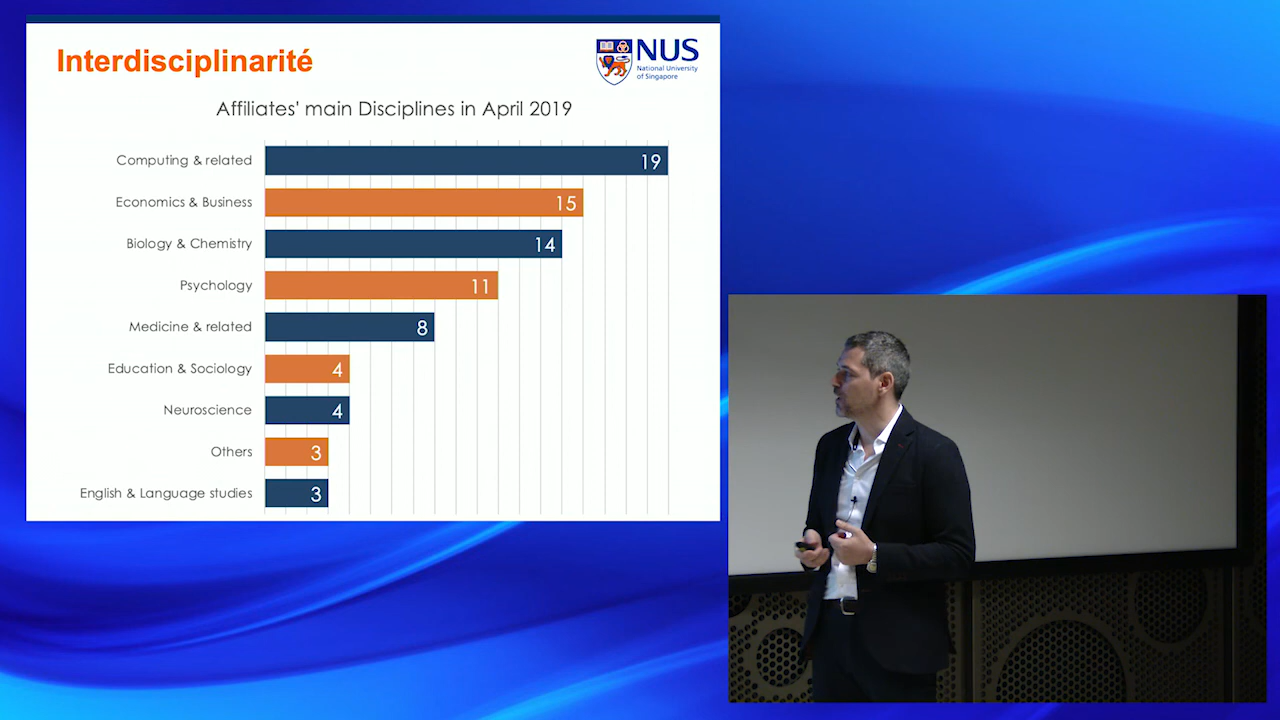 Interdisciplinarité
NUS
National University
of Singapore
Affiliates' main Disciplines in April 2019
Computing & related 19
Economics & Business 15
Biology & Chemistry 14
Psychology 11
Medicine & related 8
Education & Sociology 4
Neuroscience 4
Others 3
English & Language studies 3